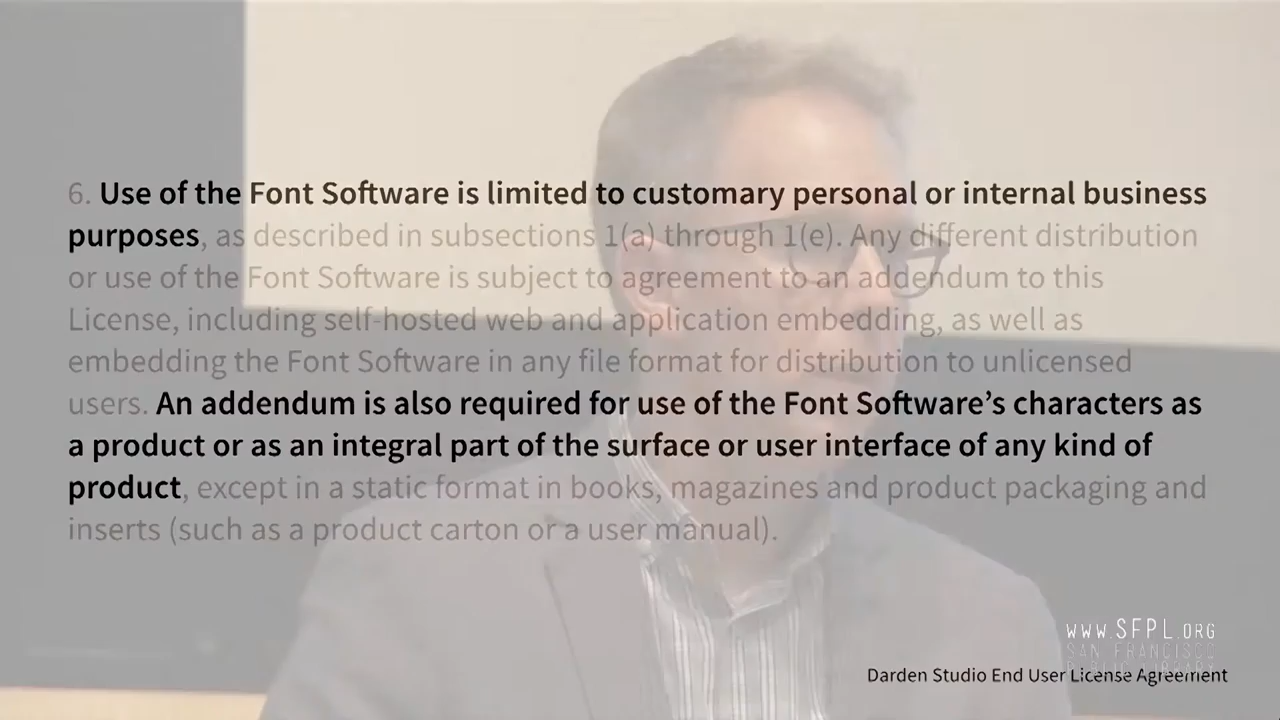 6. Use of the Font Software is limited to customary personal or internal business
purposes, as described in subsections 1(a) through 1(e). Any different distribution
or use of the Font Software is subject to agreement to an addendum to this
License, including self-hosted web and application embedding, as well as
embedding the Font Software in any file format for distribution to unlicensed
users. An addendum is also required for use of the Font Software’s characters as
a product or as an integral part of the surface or user interface of any kind of
product, except in a static format in books, magazines and product packaging and
inserts (such as a product carton or a user manual).
www.SFPL.ORG
SAN FRANCISCO
PUBLIC LIBRARY
Darden Studio End User License Agreement